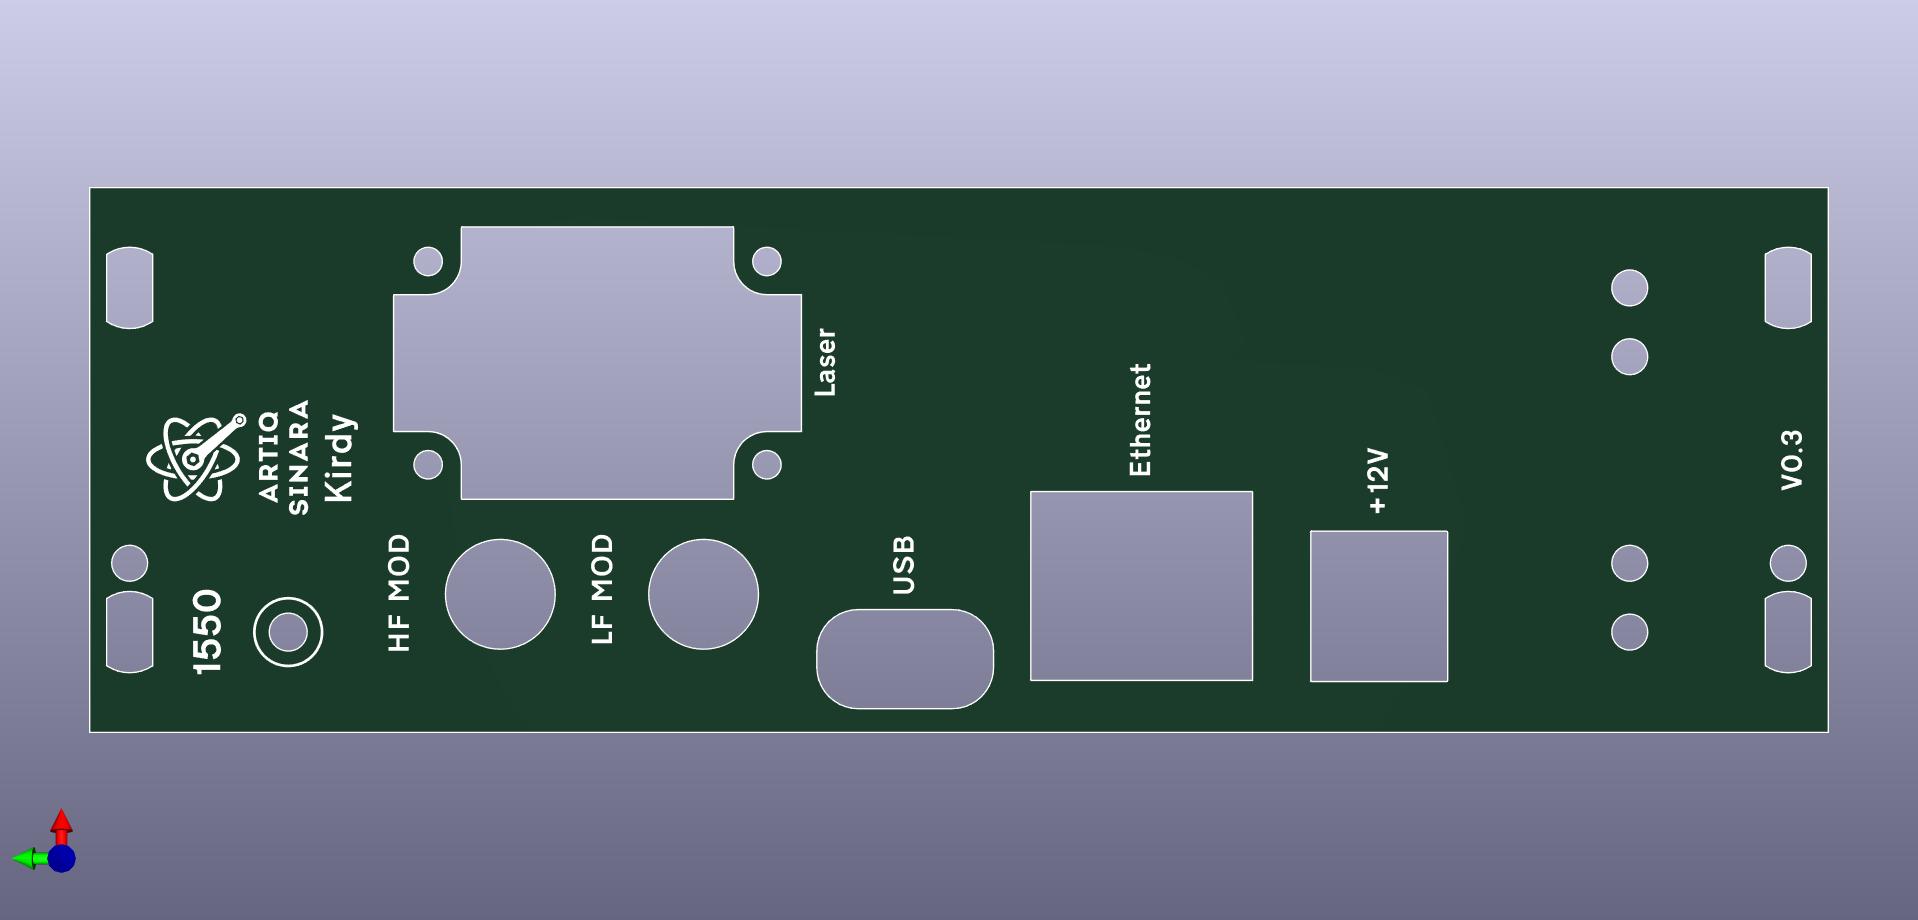 ARTIQ
SINARA
Kirdy
1550
HF MOD
LF MOD
Laser
USB
Ethernet
+12V
V0.3